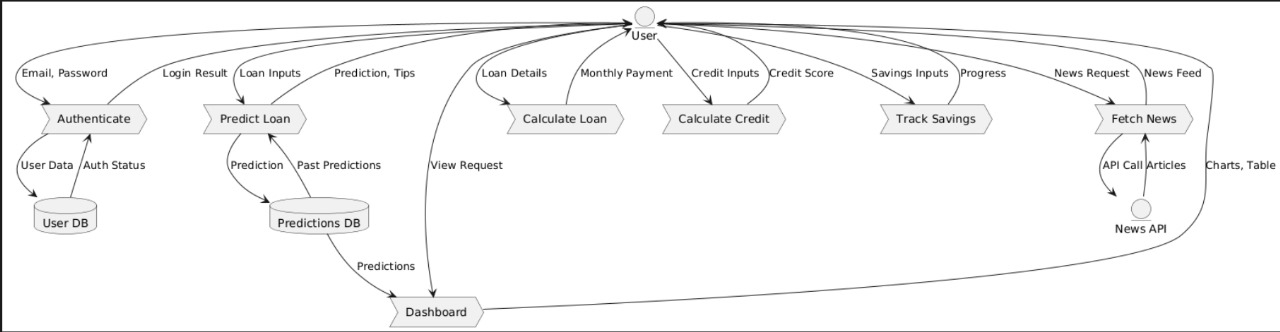 User
Email, Password
Login Result
Loan Inputs
Prediction, Tips
Loan Details
Monthly Payment
Credit Inputs
Credit Score
Savings Inputs
Progress
News Request
News Feed
Authenticate
Predict Loan
Calculate Loan
Calculate Credit
Track Savings
Fetch News
User Data
Auth Status
Prediction
Past Predictions
View Request
API Call
Articles
Charts, Table
User DB
Predictions DB
News API
Predictions
Dashboard